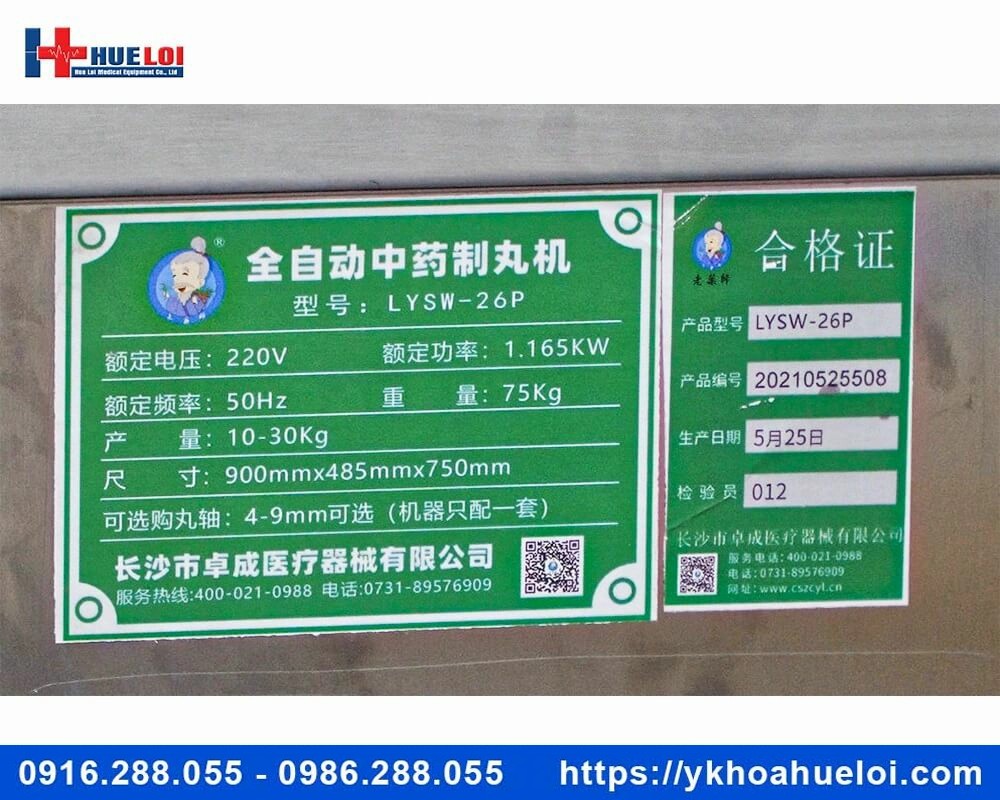 HUE LOI
Hue Loi Medical Equipment Co., Ltd
®
全自动中药制丸机
型号：LYSW-26P
额定电压：220V 额定功率：1.165KW
额定频率：50Hz 重量：75Kg
产量：10-30Kg
尺寸：900mmx485mmx750mm
可选购丸轴：4-9mm可选（机器只配一套）
长沙市卓成医疗器械有限公司
服务热线:400-021-0988 电话:0731-89576909
老药师
合格证
产品型号 LYSW-26P
产品编号 20210525508
生产日期 5月25日
检验员 012
长沙市卓成医疗器械有限公司
服务电话:400-021-0988
电话:0731-89576909
网址:www.cszcyl.cn
0916.288.055 - 0986.288.055 https://ykhoahueloi.com